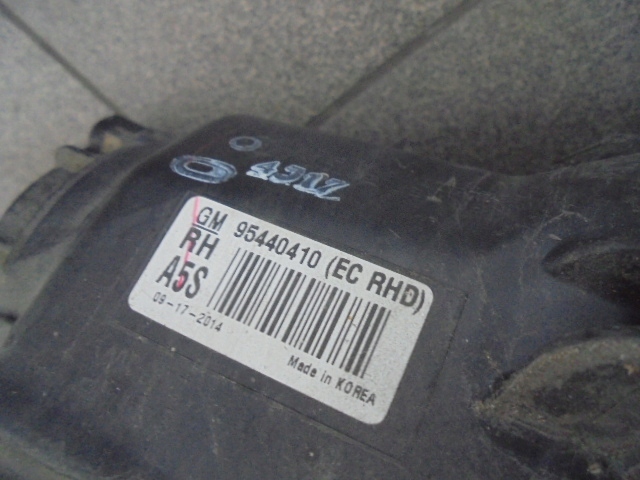 GM 95440410 (EC RHD)
RH
A5S
09-17-2014
Made in KOREA